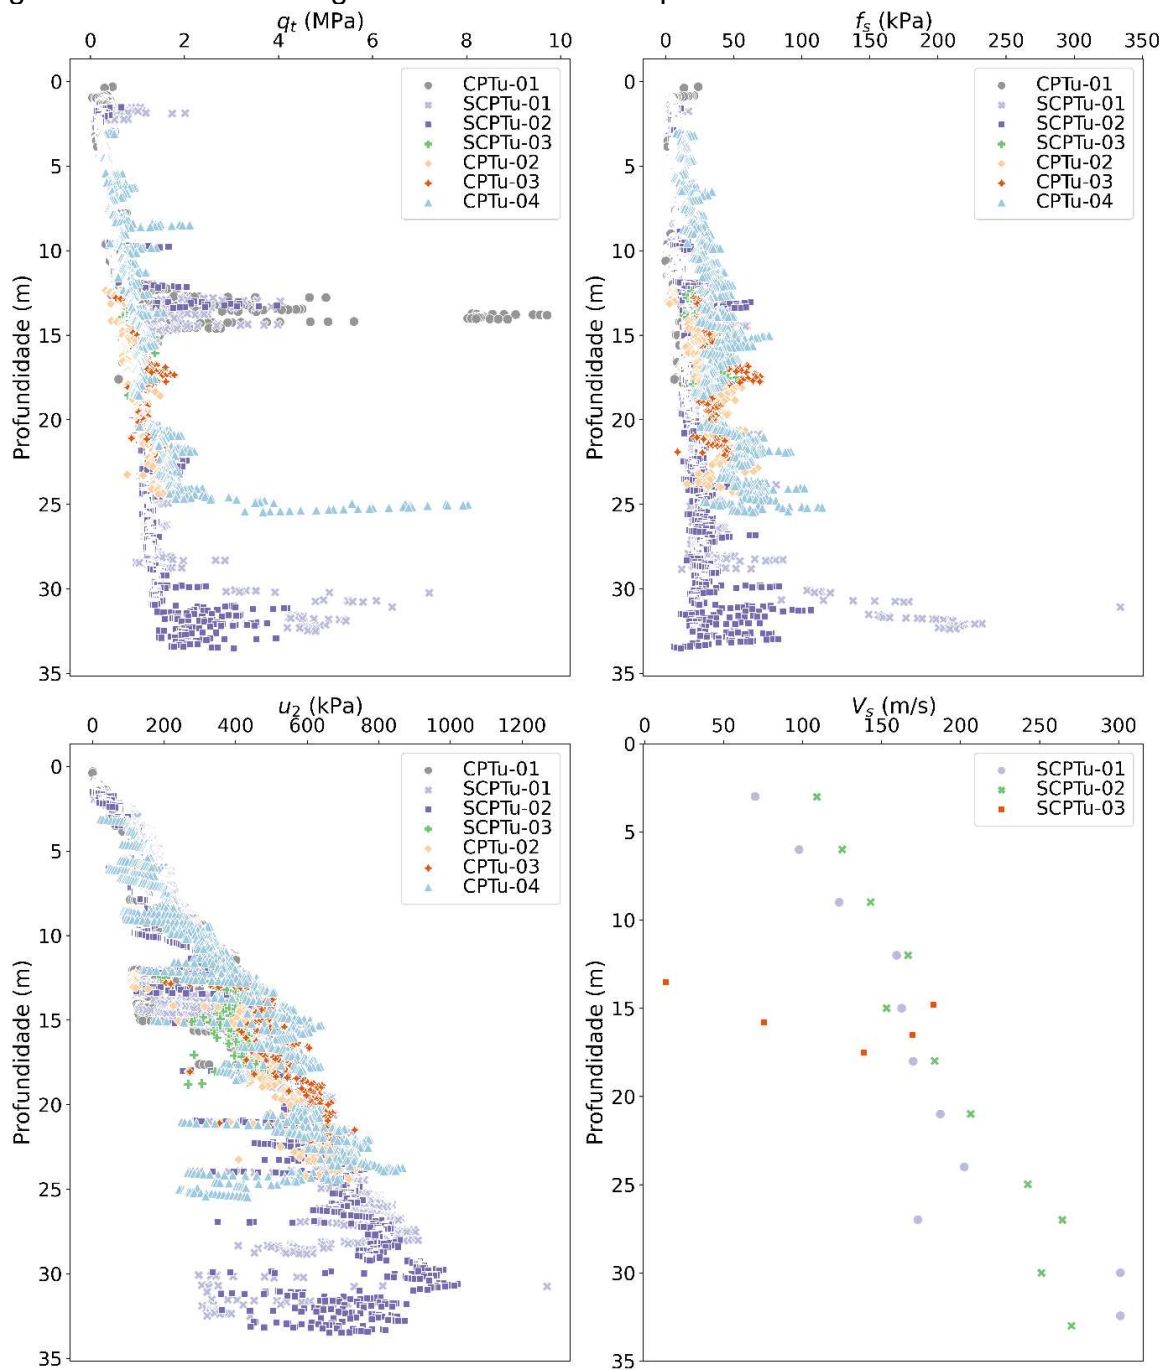 q_t (MPa)
0 2 4 6 8 10
0
5
10
15
20
25
30
35
Profundidade (m)
CPTu-01
SCPTu-01
SCPTu-02
SCPTu-03
CPTu-02
CPTu-03
CPTu-04
f_s (kPa)
0 50 100 150 200 250 300 350
0
5
10
15
20
25
30
35
Profundidade (m)
CPTu-01
SCPTu-01
SCPTu-02
SCPTu-03
CPTu-02
CPTu-03
CPTu-04
u_2 (kPa)
0 200 400 600 800 1000 1200
0
5
10
15
20
25
30
35
Profundidade (m)
CPTu-01
SCPTu-01
SCPTu-02
SCPTu-03
CPTu-02
CPTu-03
CPTu-04
V_s (m/s)
0 50 100 150 200 250 300
0
5
10
15
20
25
30
35
Profundidade (m)
SCPTu-01
SCPTu-02
SCPTu-03